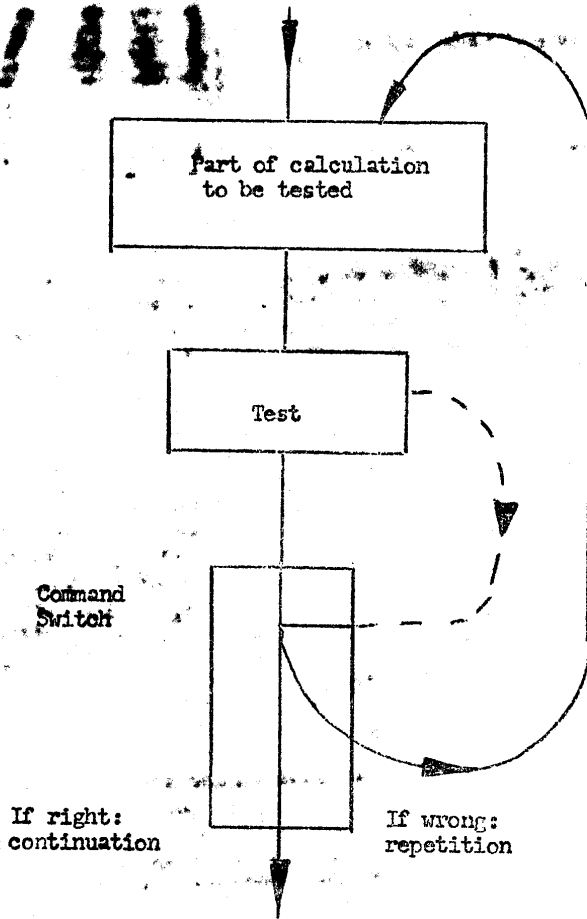 Part of calculation
to be tested
Test
Command
Switch
If right:
continuation
If wrong:
repetition